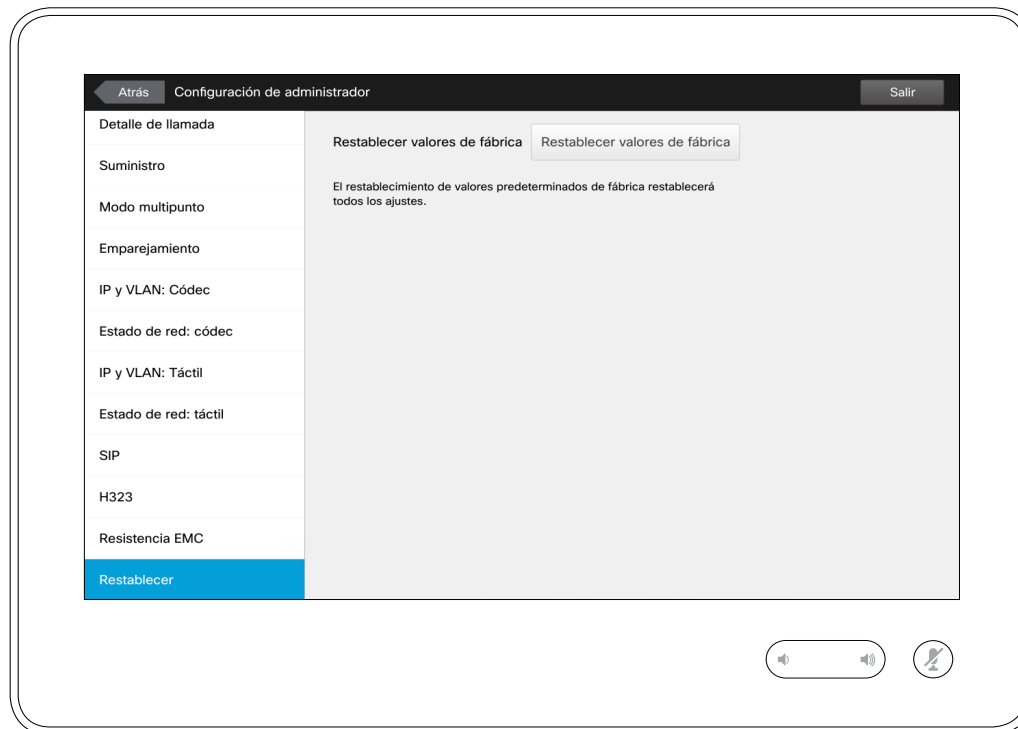 Atrás Configuración de administrador Salir
Detalle de llamada
Suministro
Modo multipunto
Emparejamiento
IP y VLAN: Códec
Estado de red: códec
IP y VLAN: Táctil
Estado de red: táctil
SIP
H323
Resistencia EMC
Restablecer
Restablecer valores de fábrica Restablecer valores de fábrica
El restablecimiento de valores predeterminados de fábrica restablecerá
todos los ajustes.